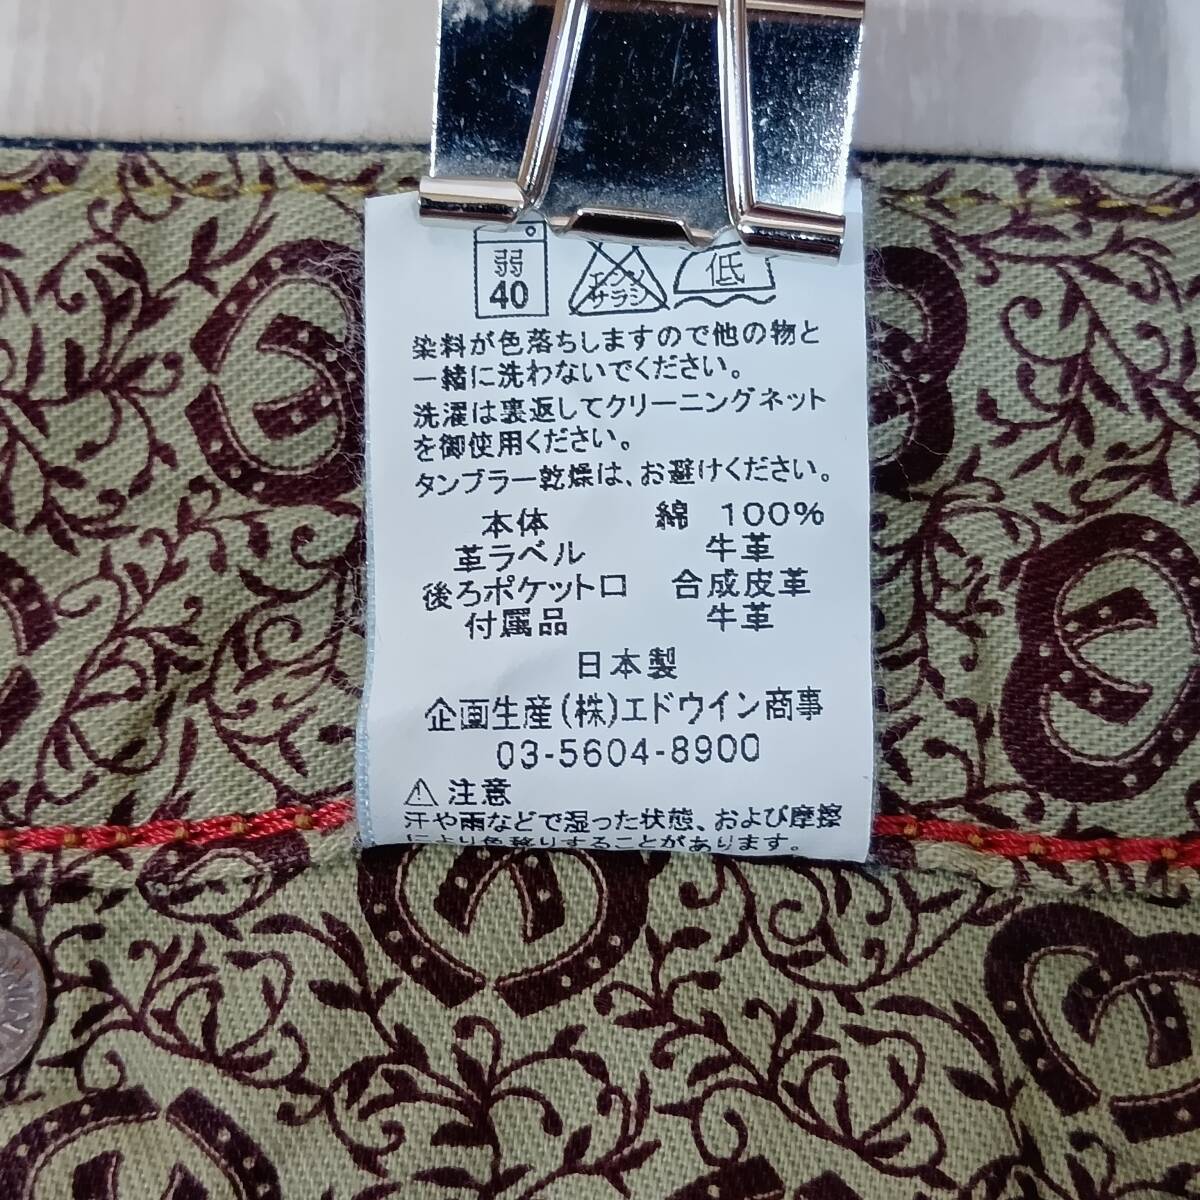 弱
40
エンソ
サラシ
低
染料が色落ちしますので他の物と
一緒に洗わないでください。
洗濯は裏返してクリーニングネット
を御使用ください。
タンブラー乾燥は、お避けください。
本体 綿 100%
革ラベル 牛革
後ろポケット口 合成皮革
付属品 牛革
日本製
企画生産(株)エドウイン商事
03-5604-8900
⚠注意
汗や雨などで湿った状態、および摩擦
により色移りすることがあります。